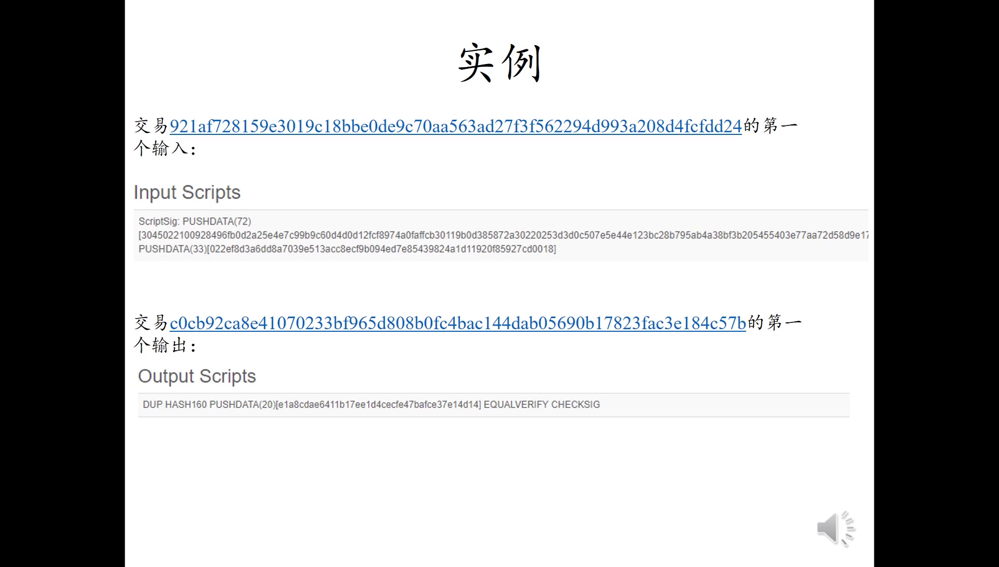 实例
交易921af728159e3019c18bbe0de9c70aa563ad27f3f562294d993a208d4fcfdd24的第一
个输入:
Input Scripts
ScriptSig: PUSHDATA(72)
[3045022100928496fb0d2a25e4e7c99b9c60d4d0d12fcf8974a0faffcb30119b0d385872a30220253d3d0c507e5e44e123bc28b795ab4a38bf3b205455403e77aa72d58d9e17
PUSHDATA(33)[022ef8d3a6dd8a7039e513acc8ecf9b094ed7e85439824a1d11920f85927cd0018]
交易c0cb92ca8e41070233bf965d808b0fc4bac144dab05690b17823fac3e184c57b的第一
个输出:
Output Scripts
DUP HASH160 PUSHDATA(20)[e1a8cdae6411b17ee1d4cecfe47bafce37e14d14] EQUALVERIFY CHECKSIG